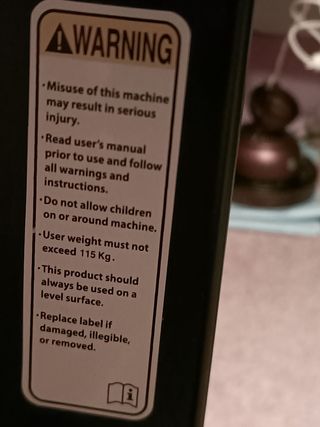 WARNING
·Misuse of this machine
may result in serious
injury.
·Read user's manual
prior to use and follow
all warnings and
instructions.
·Do not allow children
on or around machine.
·User weight must not
exceed 115 Kg.
·This product should
always be used on a
level surface.
·Replace label if
damaged, illegible,
or removed.